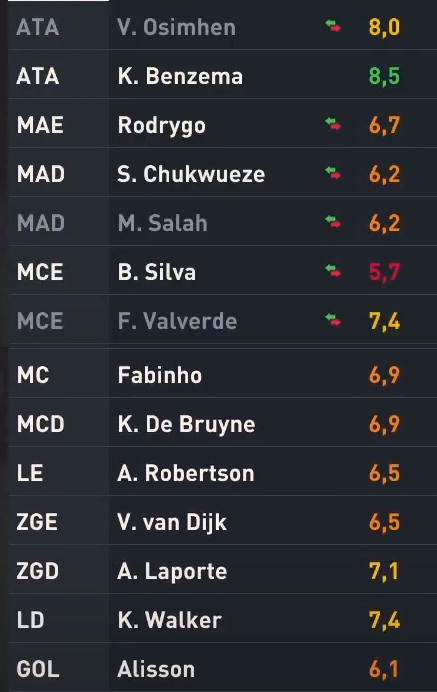 ATA V. Osimhen 8,0
ATA K. Benzema 8,5
MAE Rodrygo 6,7
MAD S. Chukwueze 6,2
MAD M. Salah 6,2
MCE B. Silva 5,7
MCE F. Valverde 7,4
MC Fabinho 6,9
MCD K. De Bruyne 6,9
LE A. Robertson 6,5
ZGE V. van Dijk 6,5
ZGD A. Laporte 7,1
LD K. Walker 7,4
GOL Alisson 6,1